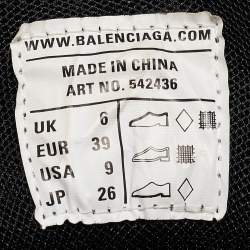 WWW.BALENCIAGA.COM
MADE IN CHINA
ART NO. 542436
UK 6
EUR 39
USA 9
JP 26